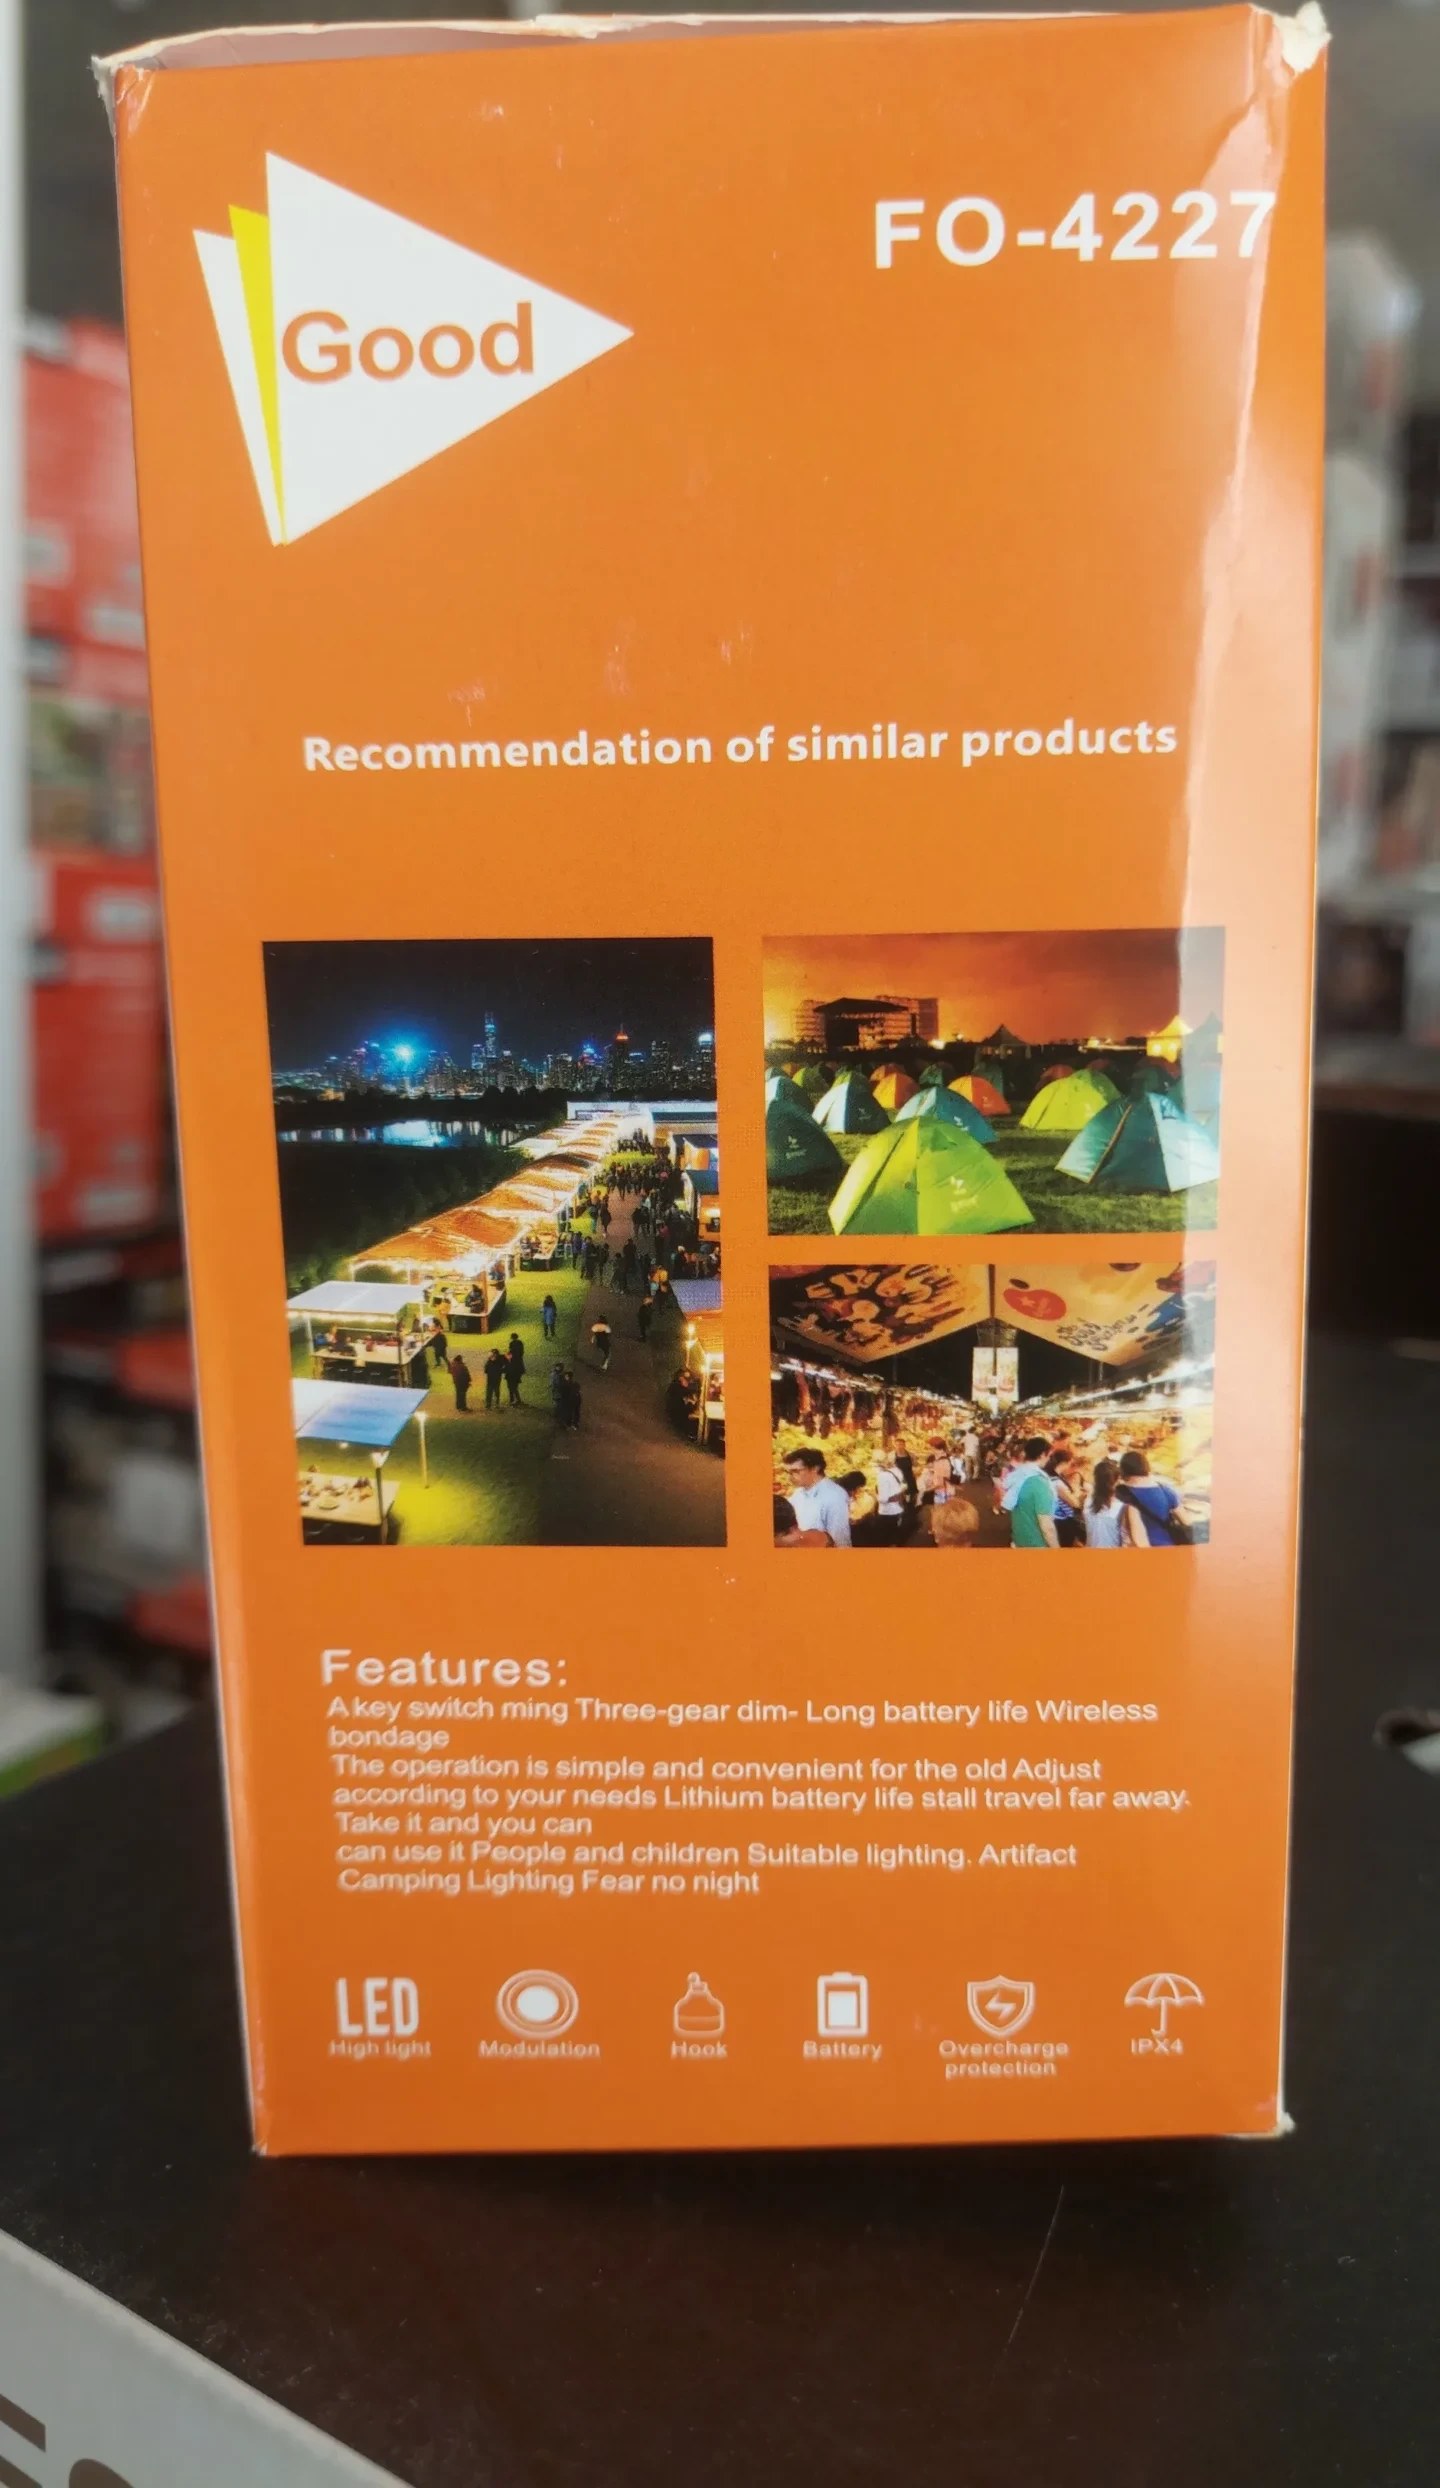 Good
FO-4227
Recommendation of similar products
Features:
A key switch ming Three-gear dim- Long battery life Wireless
bondage
The operation is simple and convenient for the old Adjust
according to your needs Lithium battery life stall travel far away.
Take it and you can
can use it People and children Suitable lighting. Artifact
Camping Lighting Fear no night
LED
High light
Modulation
Hook
Battery
Overcharge
protection
IPX4